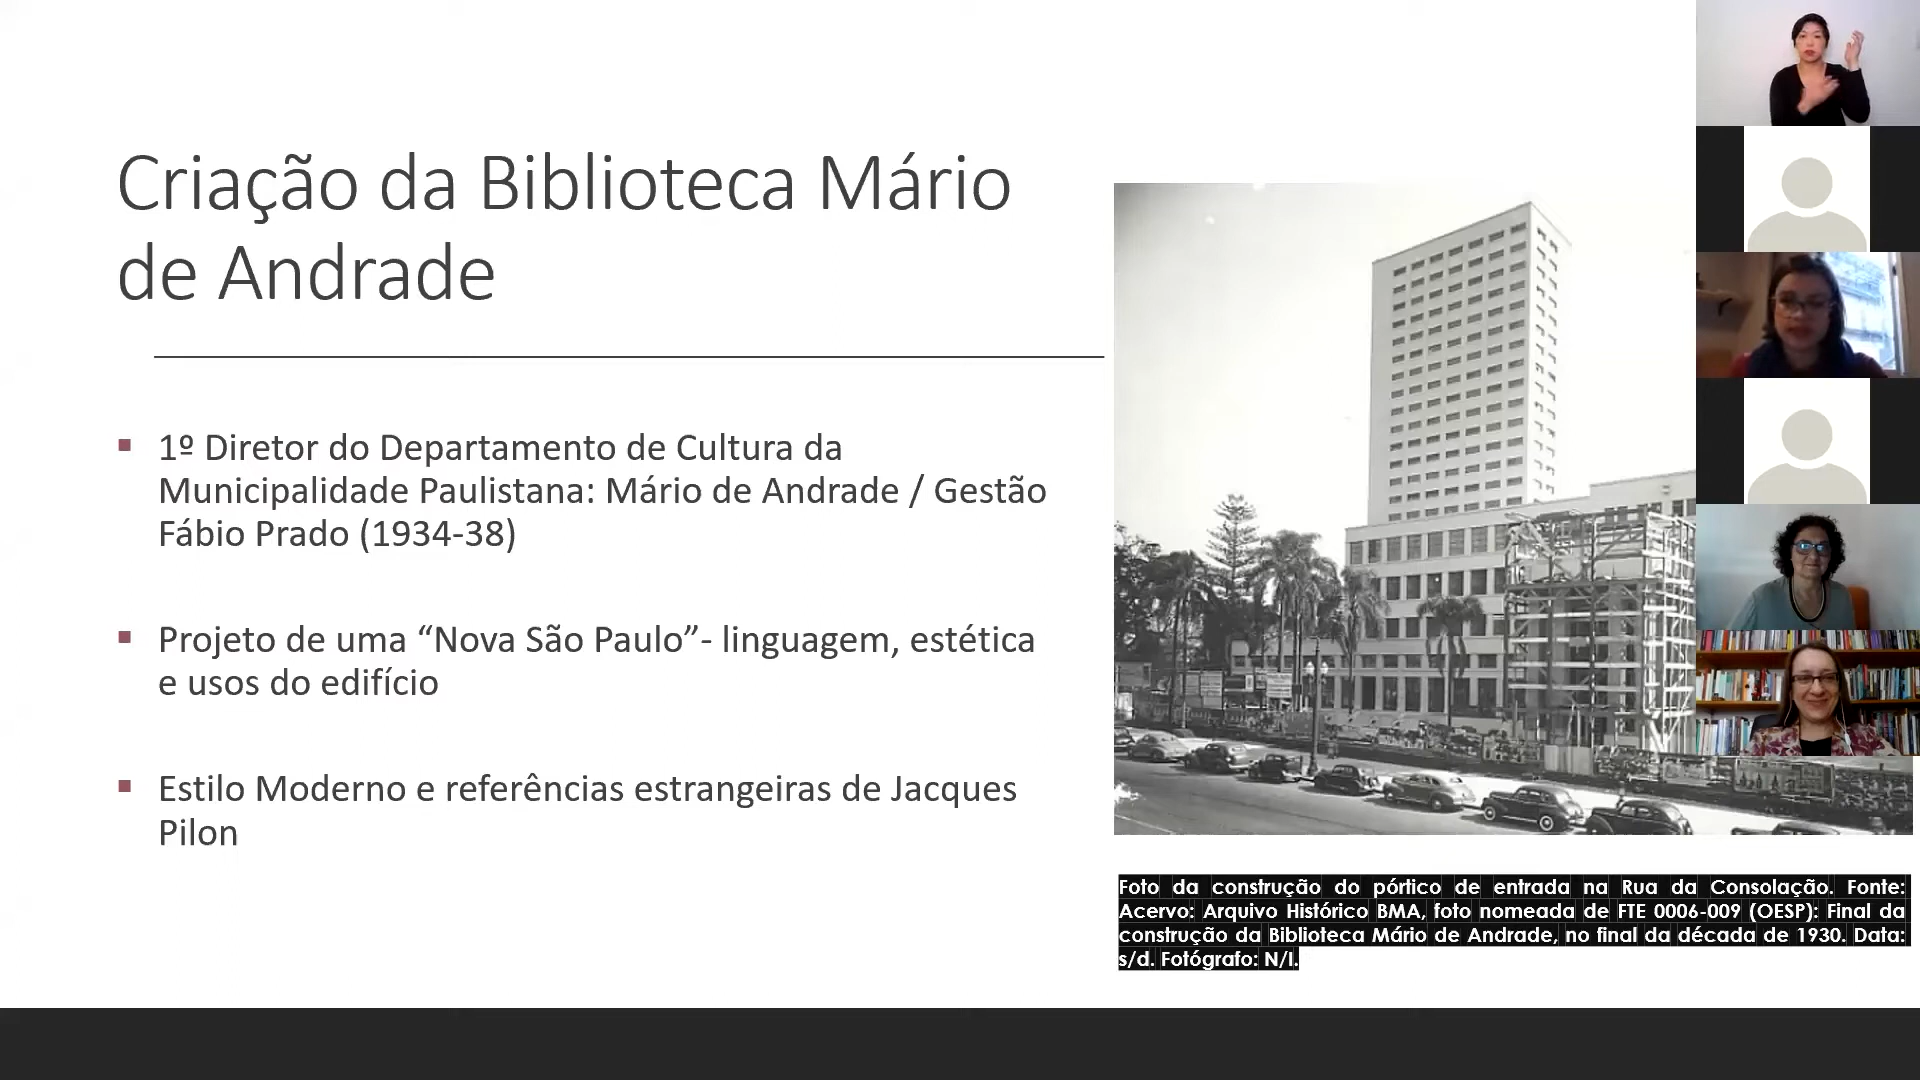 Criação da Biblioteca Mário
de Andrade
▪ 1º Diretor do Departamento de Cultura da
Municipalidade Paulistana: Mário de Andrade / Gestão
Fábio Prado (1934-38)
▪ Projeto de uma “Nova São Paulo”- linguagem, estética
e usos do edifício
▪ Estilo Moderno e referências estrangeiras de Jacques
Pilon
Foto da construção do pórtico de entrada na Rua da Consolação. Fonte:
Acervo: Arquivo Histórico BMA, foto nomeada de FTE 0006-009 (OESP): Final da
construção da Biblioteca Mário de Andrade, no final da década de 1930. Data:
s/d. Fotógrafo: N/I.